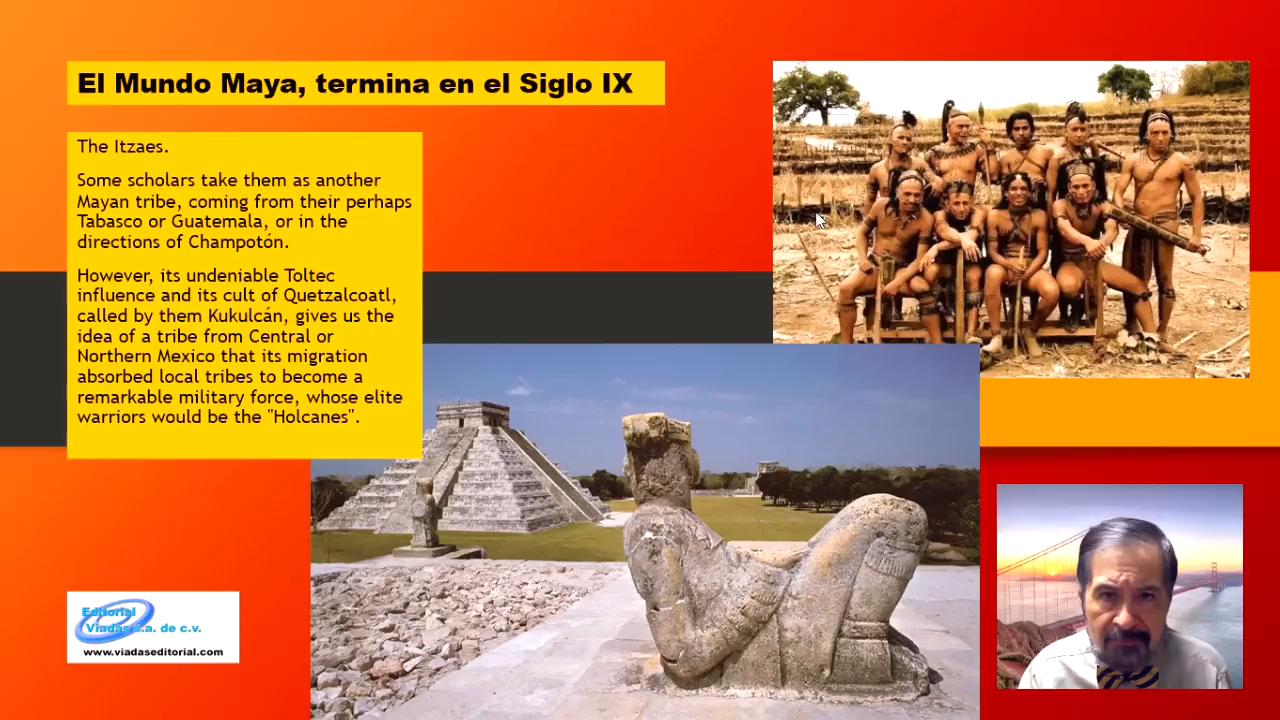 El Mundo Maya, termina en el Siglo IX
The Itzaes.
Some scholars take them as another
Mayan tribe, coming from their perhaps
Tabasco or Guatemala, or in the
directions of Champotón.
However, its undeniable Toltec
influence and its cult of Quetzalcoatl,
called by them Kukulcán, gives us the
idea of a tribe from Central or
Northern Mexico that its migration
absorbed local tribes to become a
remarkable military force, whose elite
warriors would be the "Holcanes".
Editorial
Viadas s.a. de c.v.
www.viadaseditorial.com